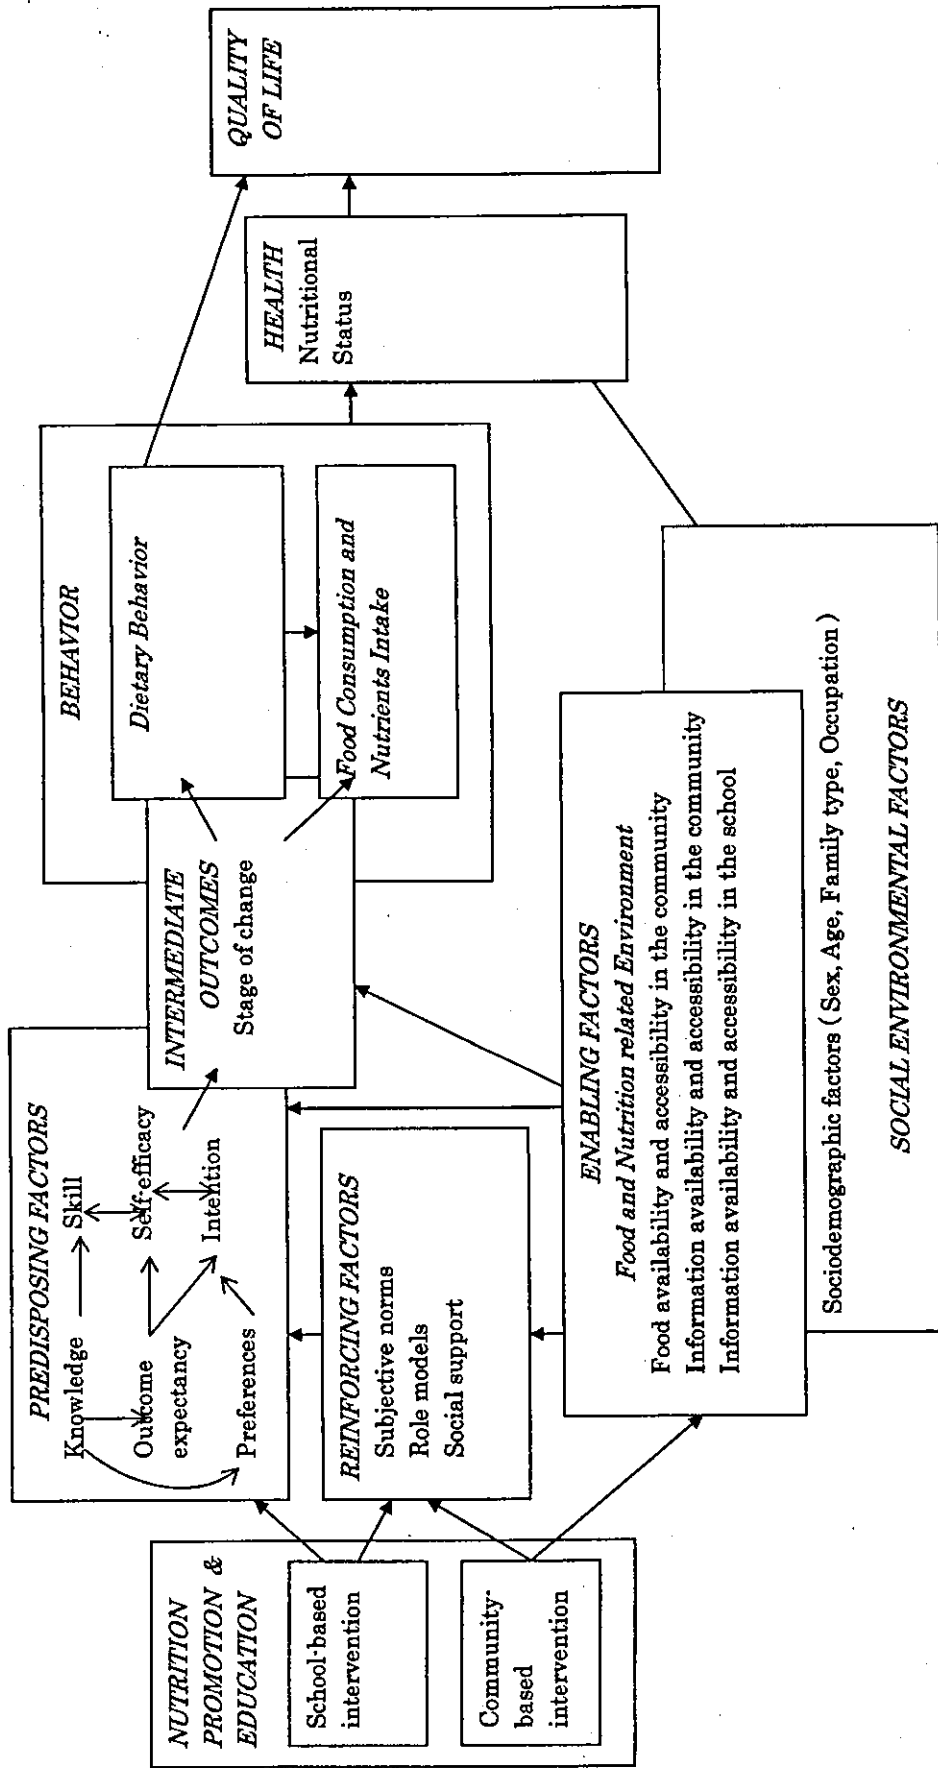 NUTRITION
PROMOTION &
EDUCATION
School-based
intervention
Community-
based
intervention
PREDISPOSING FACTORS
Knowledge
Skill
Outcome
expectancy
Self-efficacy
Preferences
Intention
REINFORCING FACTORS
Subjective norms
Role models
Social support
ENABLING FACTORS
Food and Nutrition related Environment
Food availability and accessibility in the community
Information availability and accessibility in the community
Information availability and accessibility in the school
Sociodemographic factors ( Sex, Age, Family type, Occupation )
SOCIAL ENVIRONMENTAL FACTORS
INTERMEDIATE
OUTCOMES
Stage of change
BEHAVIOR
Dietary Behavior
Food Consumption and
Nutrients Intake
HEALTH
Nutritional
Status
QUALITY
OF LIFE